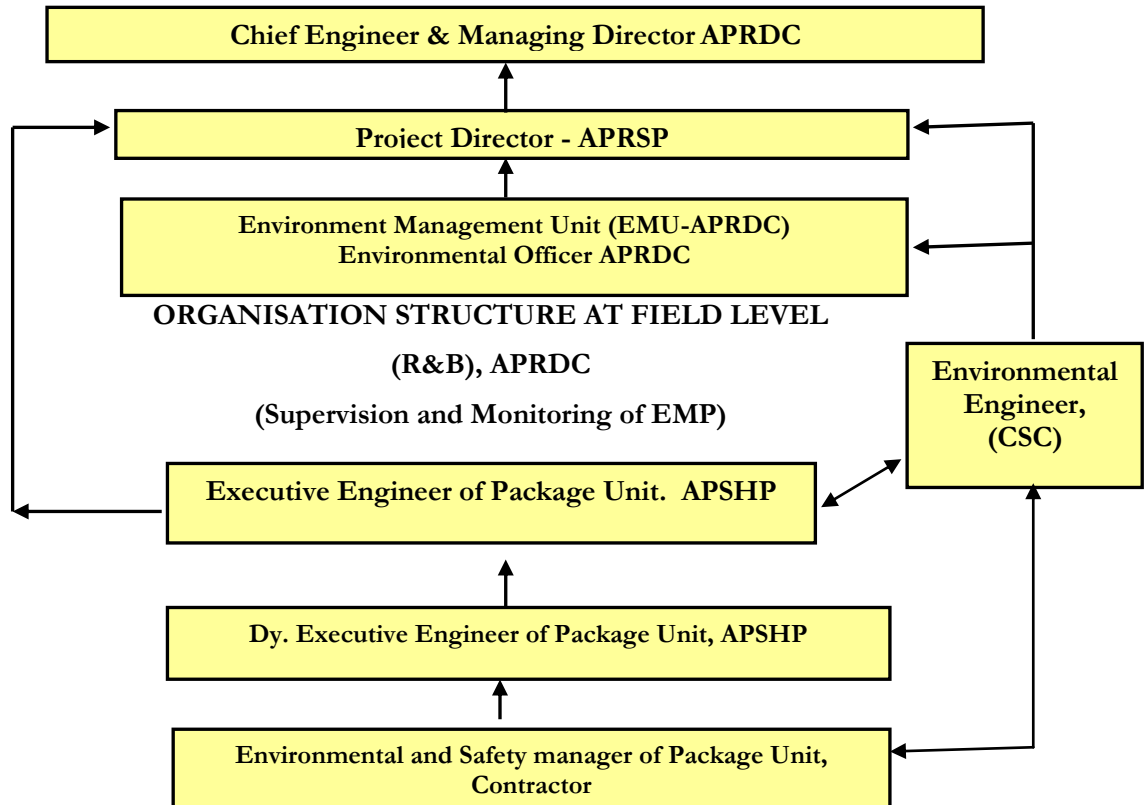 Chief Engineer & Managing Director APRDC
Project Director - APRSP
Environment Management Unit (EMU-APRDC)
Environmental Officer APRDC
ORGANISATION STRUCTURE AT FIELD LEVEL
(R&B), APRDC
(Supervision and Monitoring of EMP)
Environmental
Engineer,
(CSC)
Executive Engineer of Package Unit. APSHP
Dy. Executive Engineer of Package Unit, APSHP
Environmental and Safety manager of Package Unit,
Contractor